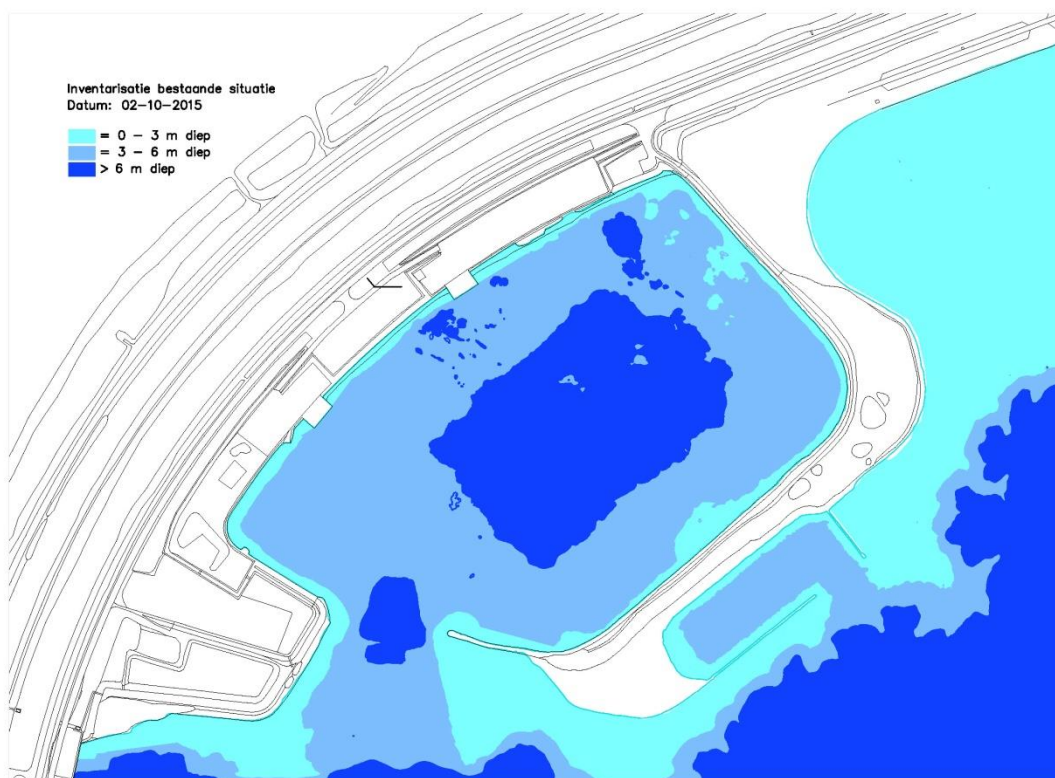 Inventarisatie bestaande situatie
Datum: 02-10-2015
= 0 - 3 m diep
= 3 - 6 m diep
> 6 m diep